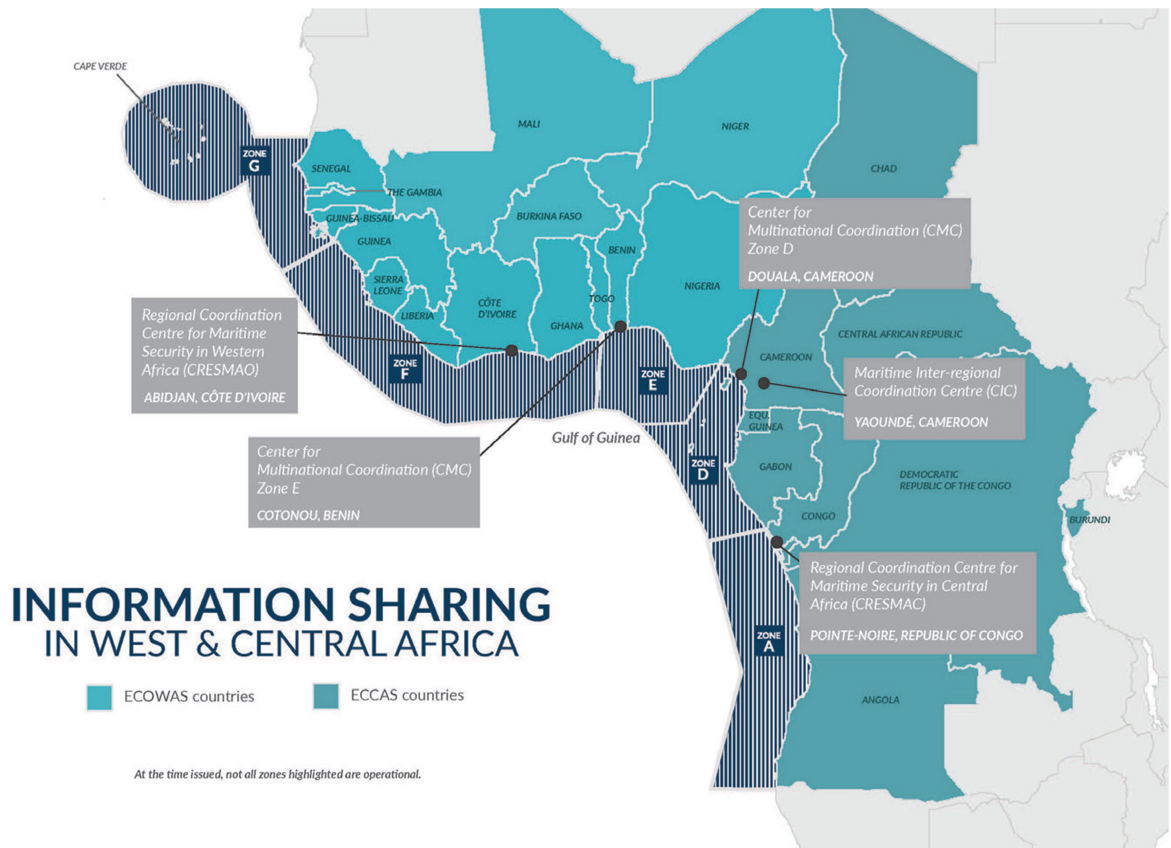 CAPE VERDE
ZONE
G
SENEGAL
THE GAMBIA
GUINEA-BISSAU
GUINEA
SIERRA
LEONE
LIBERIA
MALI
NIGER
CHAD
BURKINA FASO
BENIN
TOGO
GHANA
CÔTE
D'IVOIRE
NIGERIA
Center for
Multinational Coordination (CMC)
Zone D
DOUALA, CAMEROON
Regional Coordination
Centre for Maritime
Security in Western
Africa (CRESMAO)
ABIDJAN, CÔTE D'IVOIRE
ZONE
F
ZONE
E
CENTRAL AFRICAN REPUBLIC
CAMEROON
Maritime Inter-regional
Coordination Centre (CIC)
YAOUNDÉ, CAMEROON
EQU.
GUINEA
Gulf of Guinea
Center for
Multinational Coordination (CMC)
Zone E
COTONOU, BENIN
ZONE
D
GABON
DEMOCRATIC
REPUBLIC OF THE CONGO
CONGO
BURUNDI
Regional Coordination Centre for
Maritime Security in Central
Africa (CRESMAC)
POINTE-NOIRE, REPUBLIC OF CONGO
ZONE
A
ANGOLA
INFORMATION SHARING
IN WEST & CENTRAL AFRICA
ECOWAS countries
ECCAS countries
At the time issued, not all zones highlighted are operational.